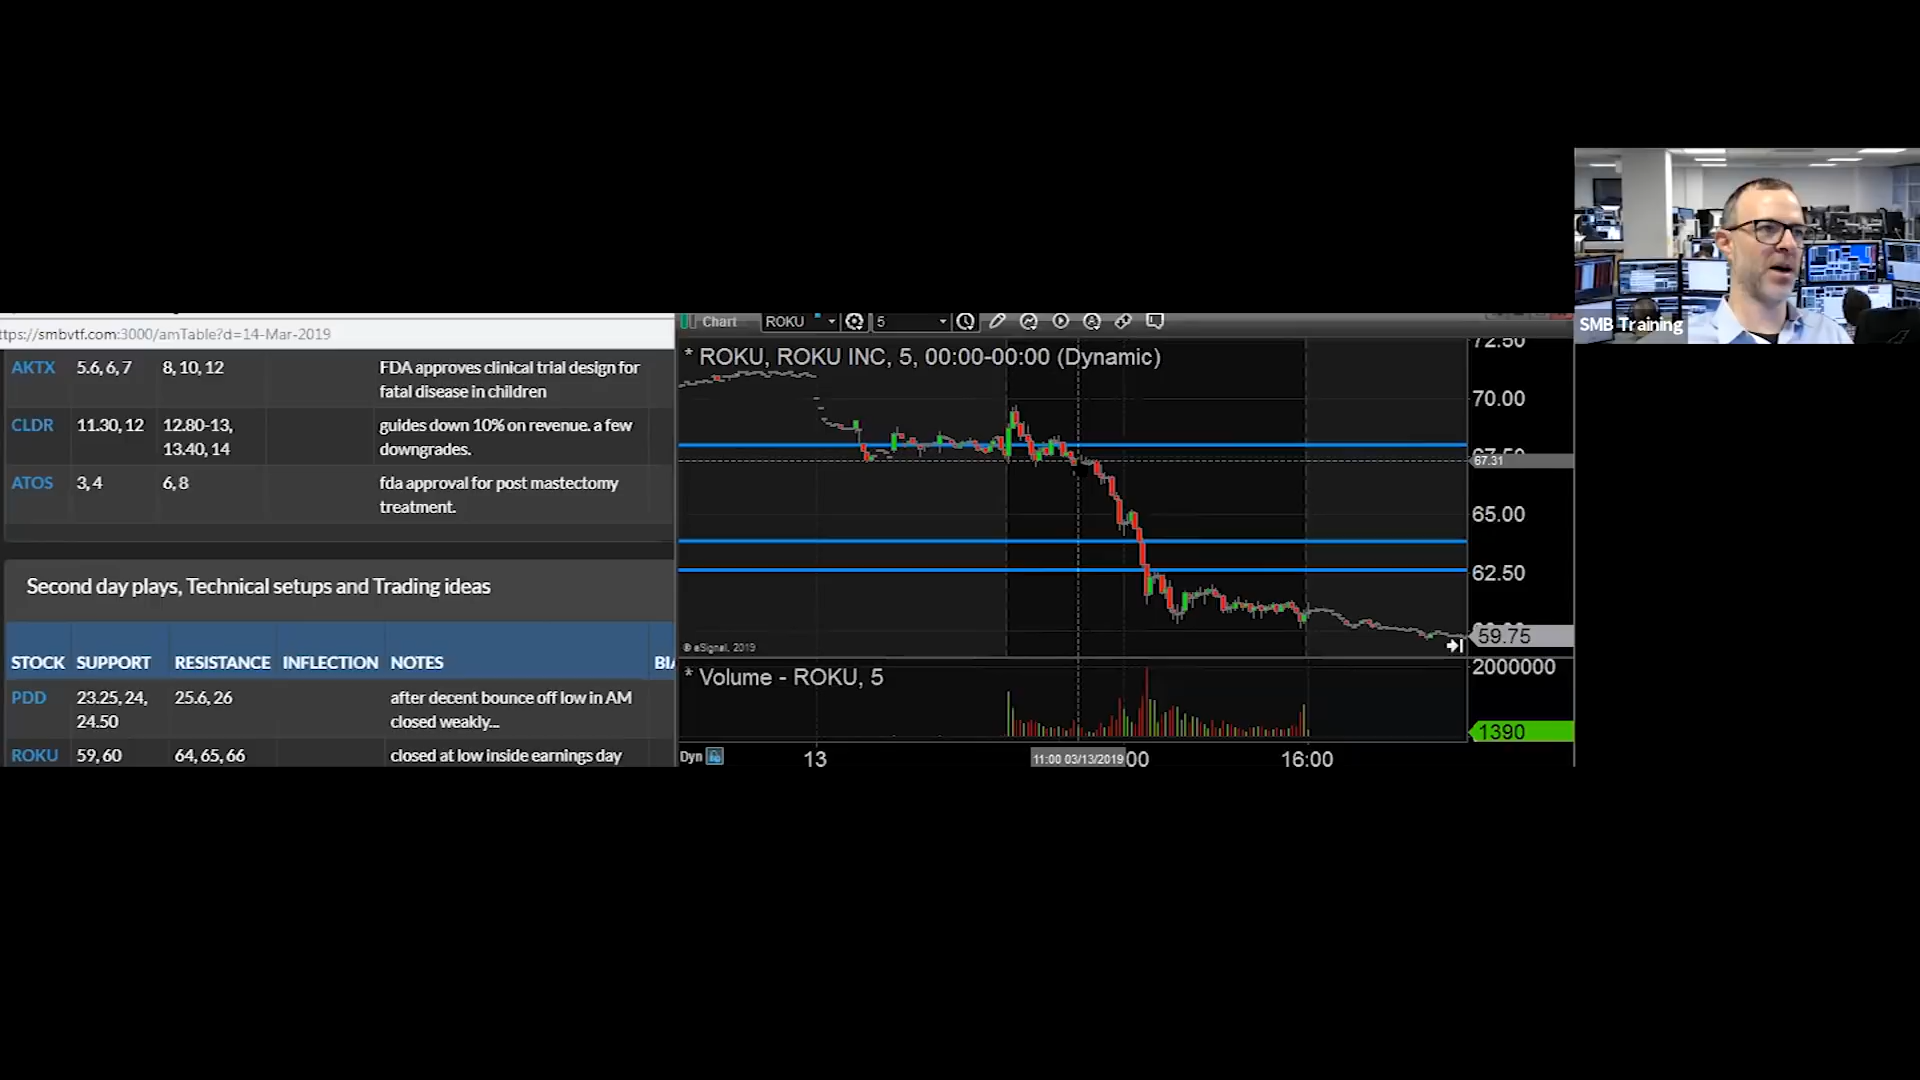 ttps://smbvtf.com:3000/amTable?d=14-Mar-2019
AKTX 5.6, 6, 7 8, 10, 12 FDA approves clinical trial design for
fatal disease in children
CLDR 11.30, 12 12.80-13, guides down 10% on revenue. a few
13.40, 14 downgrades.
ATOS 3, 4 6, 8 fda approval for post mastectomy
treatment.
Second day plays, Technical setups and Trading ideas
STOCK SUPPORT RESISTANCE INFLECTION NOTES BIA
PDD 23.25, 24, 25.6, 26 after decent bounce off low in AM
24.50 closed weakly...
ROKU 59, 60 64, 65, 66 closed at low inside earnings day
Chart ROKU 5
* ROKU, ROKU INC, 5, 00:00-00:00 (Dynamic)
72.50
70.00
67.31
65.00
62.50
59.75
© eSignal, 2019
* Volume - ROKU, 5
2000000
1390
Dyn 13 11:00 03/13/2019 00 16:00
SMB Training